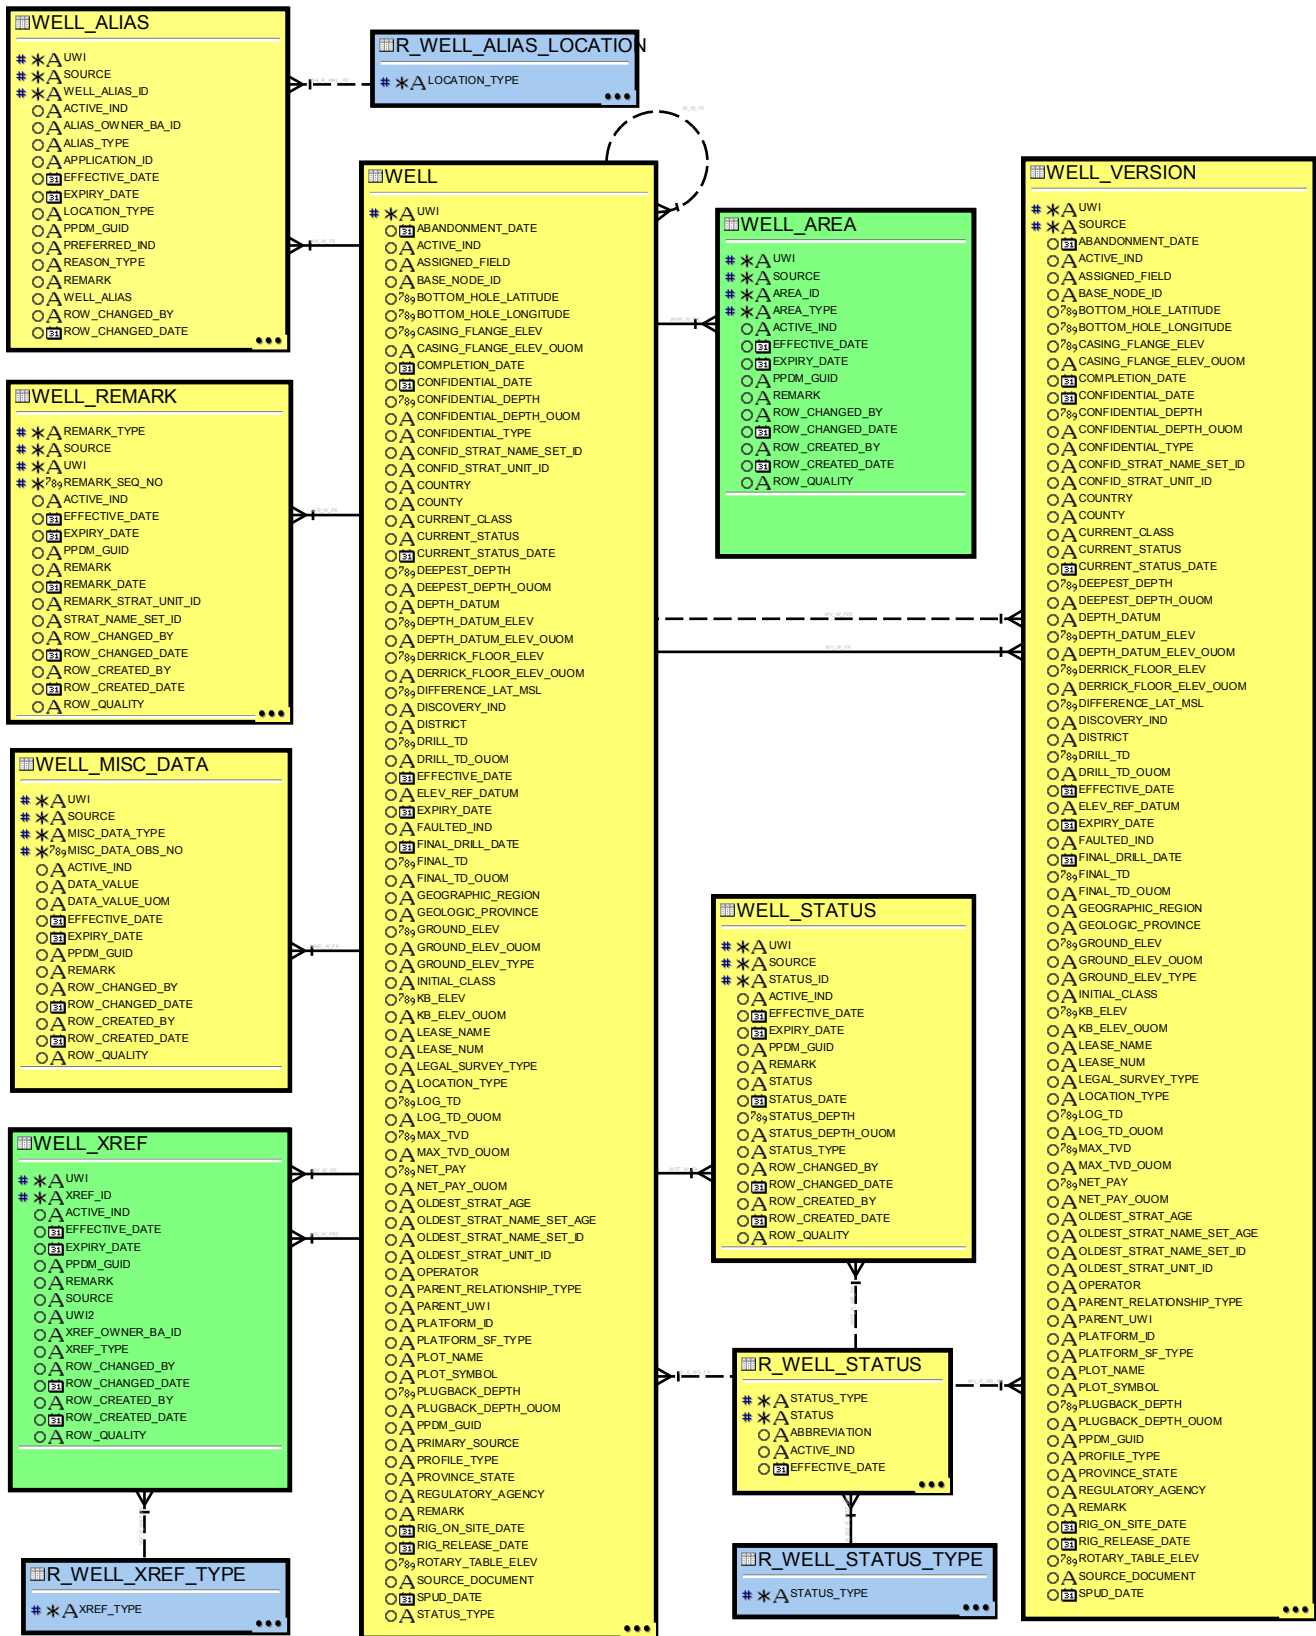 WELL_ALIAS
UWI
SOURCE
WELL_ALIAS_ID
ACTIVE_IND
ALIAS_OWNER_BA_ID
ALIAS_TYPE
APPLICATION_ID
EFFECTIVE_DATE
EXPIRY_DATE
LOCATION_TYPE
PPDM_GUID
PREFERRED_IND
REASON_TYPE
REMARK
WELL_ALIAS
ROW_CHANGED_BY
ROW_CHANGED_DATE
R_WELL_ALIAS_LOCATION
LOCATION_TYPE
WELL_REMARK
REMARK_TYPE
SOURCE
UWI
REMARK_SEQ_NO
ACTIVE_IND
EFFECTIVE_DATE
EXPIRY_DATE
PPDM_GUID
REMARK
REMARK_DATE
REMARK_STRAT_UNIT_ID
STRAT_NAME_SET_ID
ROW_CHANGED_BY
ROW_CHANGED_DATE
ROW_CREATED_BY
ROW_CREATED_DATE
ROW_QUALITY
WELL_MISC_DATA
UWI
SOURCE
MISC_DATA_TYPE
MISC_DATA_OBS_NO
ACTIVE_IND
DATA_VALUE
DATA_VALUE_UOM
EFFECTIVE_DATE
EXPIRY_DATE
PPDM_GUID
REMARK
ROW_CHANGED_BY
ROW_CHANGED_DATE
ROW_CREATED_BY
ROW_CREATED_DATE
ROW_QUALITY
WELL_XREF
UWI
XREF_ID
ACTIVE_IND
EFFECTIVE_DATE
EXPIRY_DATE
PPDM_GUID
REMARK
SOURCE
UWI2
XREF_OWNER_BA_ID
XREF_TYPE
ROW_CHANGED_BY
ROW_CHANGED_DATE
ROW_CREATED_BY
ROW_CREATED_DATE
ROW_QUALITY
R_WELL_XREF_TYPE
XREF_TYPE
WELL
UWI
ABANDONMENT_DATE
ACTIVE_IND
ASSIGNED_FIELD
BASE_NODE_ID
BOTTOM_HOLE_LATITUDE
BOTTOM_HOLE_LONGITUDE
CASING_FLANGE_ELEV
CASING_FLANGE_ELEV_OUOM
COMPLETION_DATE
CONFIDENTIAL_DATE
CONFIDENTIAL_DEPTH
CONFIDENTIAL_DEPTH_OUOM
CONFIDENTIAL_TYPE
CONFID_STRAT_NAME_SET_ID
CONFID_STRAT_UNIT_ID
COUNTRY
COUNTY
CURRENT_CLASS
CURRENT_STATUS
CURRENT_STATUS_DATE
DEEPEST_DEPTH
DEEPEST_DEPTH_OUOM
DEPTH_DATUM
DEPTH_DATUM_ELEV
DEPTH_DATUM_ELEV_OUOM
DERRICK_FLOOR_ELEV
DERRICK_FLOOR_ELEV_OUOM
DIFFERENCE_LAT_MSL
DISCOVERY_IND
DISTRICT
DRILL_TD
DRILL_TD_OUOM
EFFECTIVE_DATE
ELEV_REF_DATUM
EXPIRY_DATE
FAULTED_IND
FINAL_DRILL_DATE
FINAL_TD
FINAL_TD_OUOM
GEOGRAPHIC_REGION
GEOLOGIC_PROVINCE
GROUND_ELEV
GROUND_ELEV_OUOM
GROUND_ELEV_TYPE
INITIAL_CLASS
KB_ELEV
KB_ELEV_OUOM
LEASE_NAME
LEASE_NUM
LEGAL_SURVEY_TYPE
LOCATION_TYPE
LOG_TD
LOG_TD_OUOM
MAX_TVD
MAX_TVD_OUOM
NET_PAY
NET_PAY_OUOM
OLDEST_STRAT_AGE
OLDEST_STRAT_NAME_SET_AGE
OLDEST_STRAT_NAME_SET_ID
OLDEST_STRAT_UNIT_ID
OPERATOR
PARENT_RELATIONSHIP_TYPE
PARENT_UWI
PLATFORM_ID
PLATFORM_SF_TYPE
PLOT_NAME
PLOT_SYMBOL
PLUGBACK_DEPTH
PLUGBACK_DEPTH_OUOM
PPDM_GUID
PRIMARY_SOURCE
PROFILE_TYPE
PROVINCE_STATE
REGULATORY_AGENCY
REMARK
RIG_ON_SITE_DATE
RIG_RELEASE_DATE
ROTARY_TABLE_ELEV
SOURCE_DOCUMENT
SPUD_DATE
STATUS_TYPE
WELL_AREA
UWI
SOURCE
AREA_ID
AREA_TYPE
ACTIVE_IND
EFFECTIVE_DATE
EXPIRY_DATE
PPDM_GUID
REMARK
ROW_CHANGED_BY
ROW_CHANGED_DATE
ROW_CREATED_BY
ROW_CREATED_DATE
ROW_QUALITY
WELL_STATUS
UWI
SOURCE
STATUS_ID
ACTIVE_IND
EFFECTIVE_DATE
EXPIRY_DATE
PPDM_GUID
REMARK
STATUS
STATUS_DATE
STATUS_DEPTH
STATUS_DEPTH_OUOM
STATUS_TYPE
ROW_CHANGED_BY
ROW_CHANGED_DATE
ROW_CREATED_BY
ROW_CREATED_DATE
ROW_QUALITY
R_WELL_STATUS
STATUS_TYPE
STATUS
ABBREVIATION
ACTIVE_IND
EFFECTIVE_DATE
R_WELL_STATUS_TYPE
STATUS_TYPE
WELL_VERSION
UWI
SOURCE
ABANDONMENT_DATE
ACTIVE_IND
ASSIGNED_FIELD
BASE_NODE_ID
BOTTOM_HOLE_LATITUDE
BOTTOM_HOLE_LONGITUDE
CASING_FLANGE_ELEV
CASING_FLANGE_ELEV_OUOM
COMPLETION_DATE
CONFIDENTIAL_DATE
CONFIDENTIAL_DEPTH
CONFIDENTIAL_DEPTH_OUOM
CONFIDENTIAL_TYPE
CONFID_STRAT_NAME_SET_ID
CONFID_STRAT_UNIT_ID
COUNTRY
COUNTY
CURRENT_CLASS
CURRENT_STATUS
CURRENT_STATUS_DATE
DEEPEST_DEPTH
DEEPEST_DEPTH_OUOM
DEPTH_DATUM
DEPTH_DATUM_ELEV
DEPTH_DATUM_ELEV_OUOM
DERRICK_FLOOR_ELEV
DERRICK_FLOOR_ELEV_OUOM
DIFFERENCE_LAT_MSL
DISCOVERY_IND
DISTRICT
DRILL_TD
DRILL_TD_OUOM
EFFECTIVE_DATE
ELEV_REF_DATUM
EXPIRY_DATE
FAULTED_IND
FINAL_DRILL_DATE
FINAL_TD
FINAL_TD_OUOM
GEOGRAPHIC_REGION
GEOLOGIC_PROVINCE
GROUND_ELEV
GROUND_ELEV_OUOM
GROUND_ELEV_TYPE
INITIAL_CLASS
KB_ELEV
KB_ELEV_OUOM
LEASE_NAME
LEASE_NUM
LEGAL_SURVEY_TYPE
LOCATION_TYPE
LOG_TD
LOG_TD_OUOM
MAX_TVD
MAX_TVD_OUOM
NET_PAY
NET_PAY_OUOM
OLDEST_STRAT_AGE
OLDEST_STRAT_NAME_SET_AGE
OLDEST_STRAT_NAME_SET_ID
OLDEST_STRAT_UNIT_ID
OPERATOR
PARENT_RELATIONSHIP_TYPE
PARENT_UWI
PLATFORM_ID
PLATFORM_SF_TYPE
PLOT_NAME
PLOT_SYMBOL
PLUGBACK_DEPTH
PLUGBACK_DEPTH_OUOM
PPDM_GUID
PROFILE_TYPE
PROVINCE_STATE
REGULATORY_AGENCY
REMARK
RIG_ON_SITE_DATE
RIG_RELEASE_DATE
ROTARY_TABLE_ELEV
SOURCE_DOCUMENT
SPUD_DATE